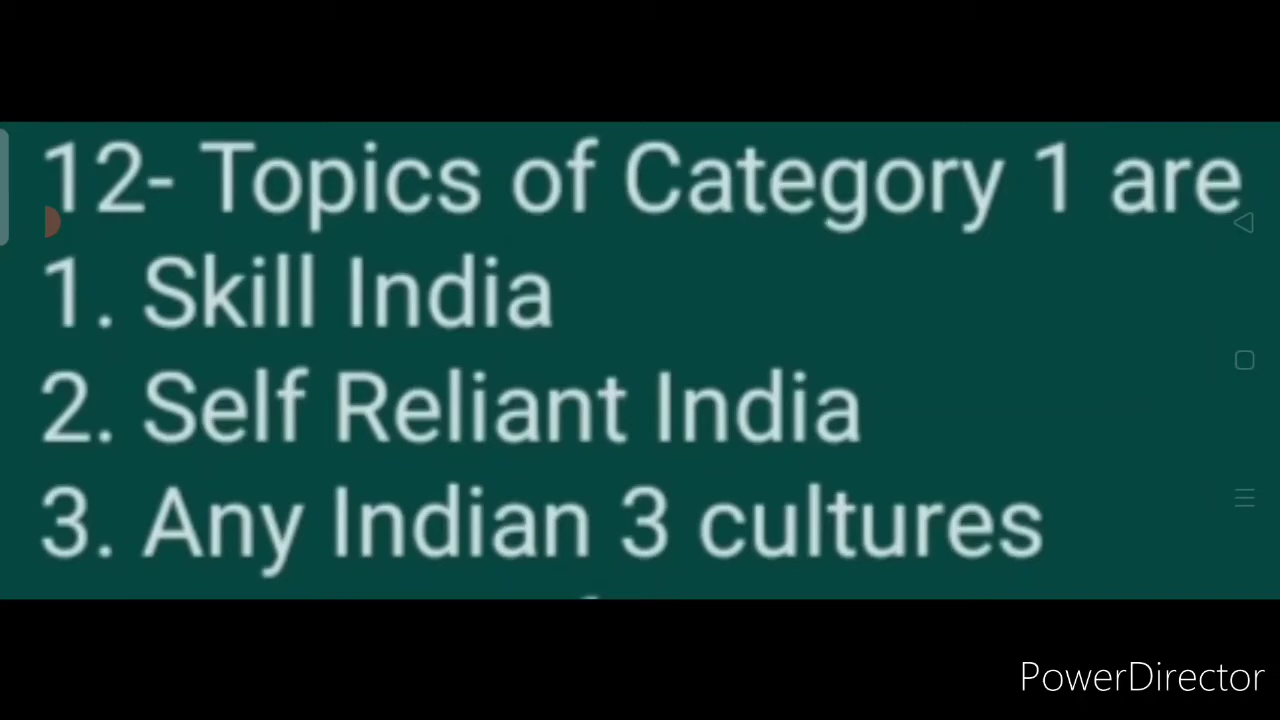 12- Topics of Category 1 are
1. Skill India
2. Self Reliant India
3. Any Indian 3 cultures
PowerDirector